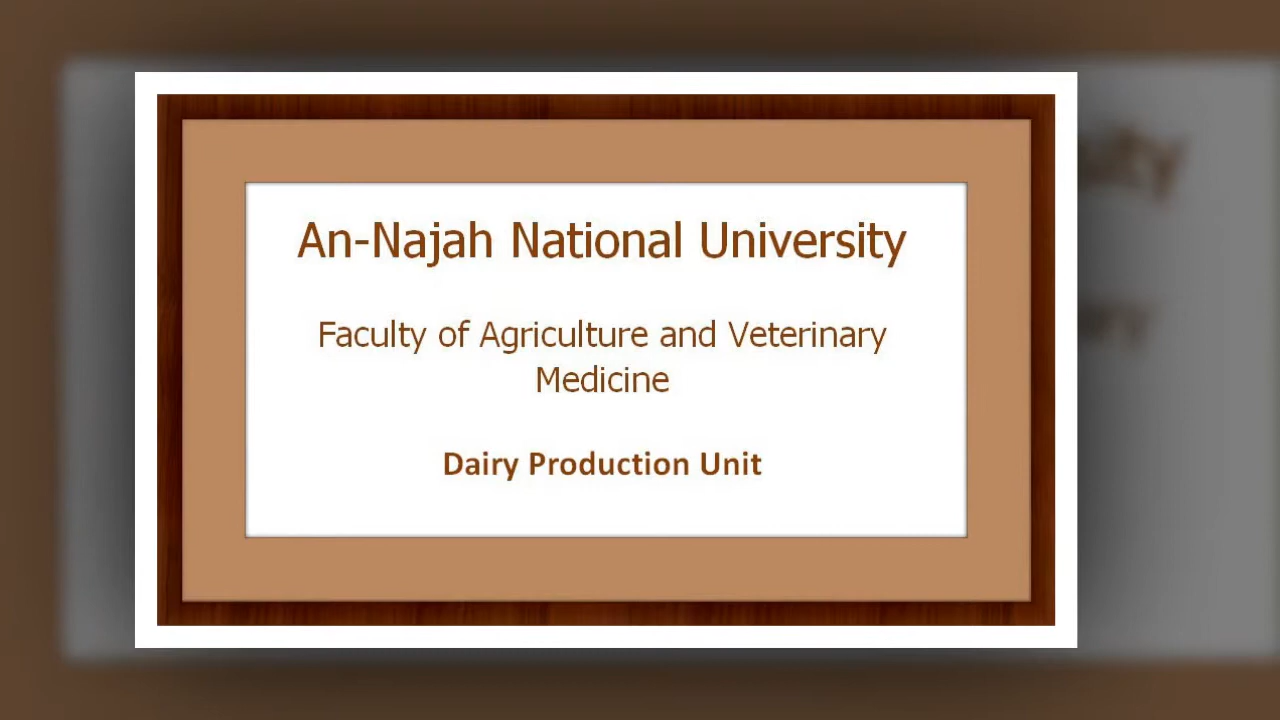 An-Najah National University
Faculty of Agriculture and Veterinary
Medicine
Dairy Production Unit